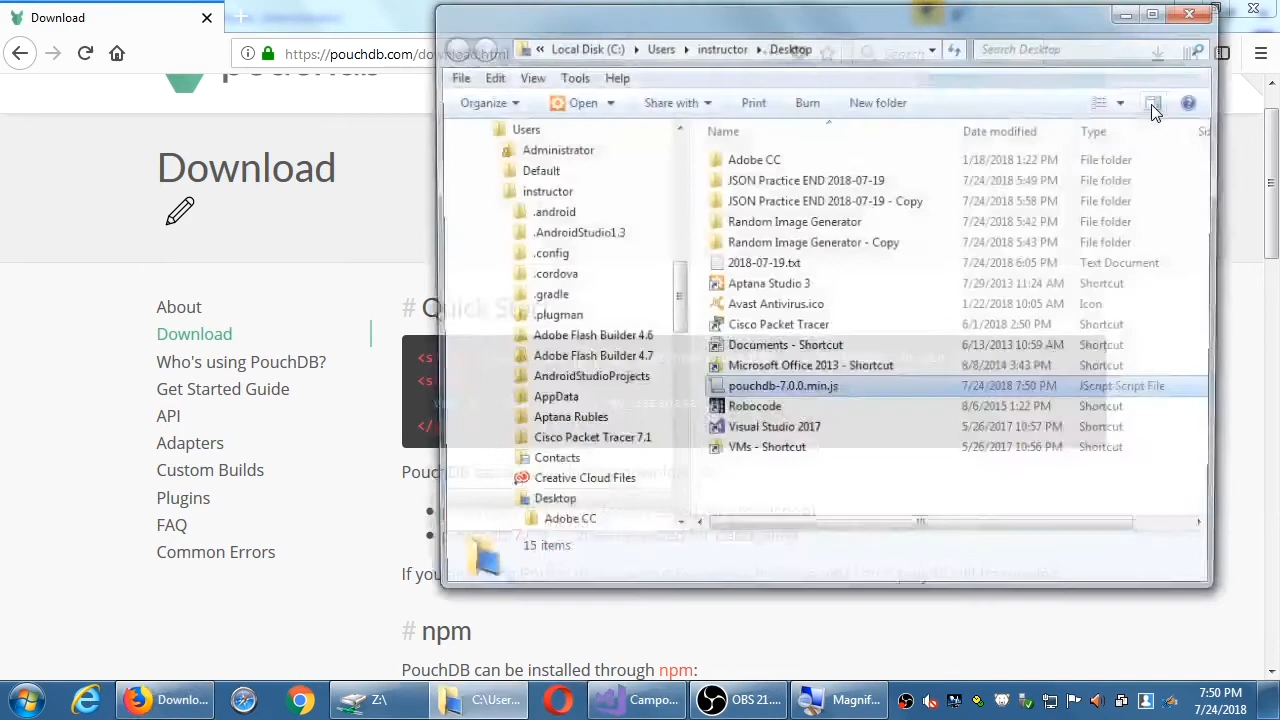 Download
https://pouchdb.com/download.html
Local Disk (C:) Users instructor Desktop
Search Desktop
File Edit View Tools Help
Organize Open Share with Print Burn New folder
Name Date modified Type
Users
Administrator
Default
instructor
.android
.AndroidStudio1.3
.config
.cordova
.gradle
.plugman
Adobe Flash Builder 4.6
Adobe Flash Builder 4.7
AndroidStudioProjects
AppData
Aptana Rubles
Cisco Packet Tracer 7.1
Contacts
Creative Cloud Files
Desktop
Adobe CC
Adobe CC 1/18/2018 1:22 PM File folder
JSON Practice END 2018-07-19 7/24/2018 5:49 PM File folder
JSON Practice END 2018-07-19 - Copy 7/24/2018 5:58 PM File folder
Random Image Generator 7/24/2018 5:42 PM File folder
Random Image Generator - Copy 7/24/2018 5:43 PM File folder
2018-07-19.txt 7/24/2018 6:05 PM Text Document
Aptana Studio 3 7/29/2013 11:24 AM Shortcut
Avast Antivirus.ico 1/22/2018 10:05 AM Icon
Cisco Packet Tracer 6/1/2018 2:50 PM Shortcut
Documents - Shortcut 6/13/2013 10:59 AM Shortcut
Microsoft Office 2013 - Shortcut 8/8/2014 3:43 PM Shortcut
pouchdb-7.0.0.min.js 7/24/2018 7:50 PM JScript Script File
Robocode 8/6/2015 1:22 PM Shortcut
Visual Studio 2017 5/26/2017 10:57 PM Shortcut
VMs - Shortcut 5/26/2017 10:56 PM Shortcut
15 items
Download
About
Download
Who's using PouchDB?
Get Started Guide
API
Adapters
Custom Builds
Plugins
FAQ
Common Errors
# Quick Start
<s
<s
</
If you
# npm
PouchDB can be installed through npm:
Downlo... Z:\ C:\User... Campo... OBS 21.... Magnif...
7:50 PM
7/24/2018